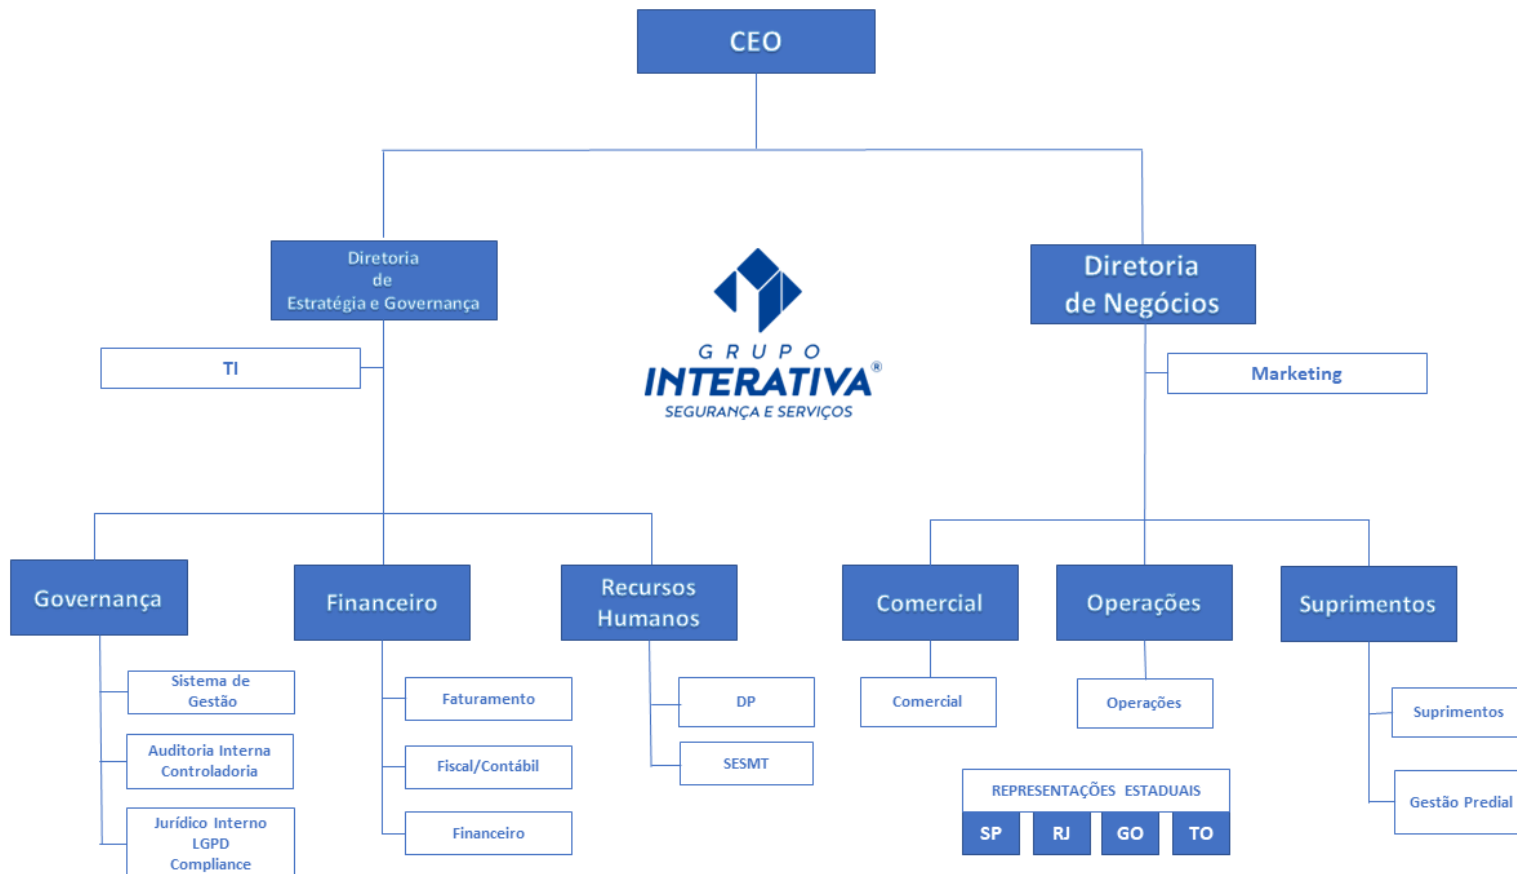 CEO
Diretoria
de
Estratégia e Governança
Diretoria
de Negócios
TI
Marketing
GRUPO
INTERATIVA®
SEGURANÇA E SERVIÇOS
Governança
Financeiro
Recursos
Humanos
Comercial
Operações
Suprimentos
Sistema de
Gestão
Auditoria Interna
Controladoria
Jurídico Interno
LGPD
Compliance
Faturamento
Fiscal/Contábil
Financeiro
DP
SESMT
Comercial
Operações
Suprimentos
Gestão Predial
REPRESENTAÇÕES ESTADUAIS
SP RJ GO TO